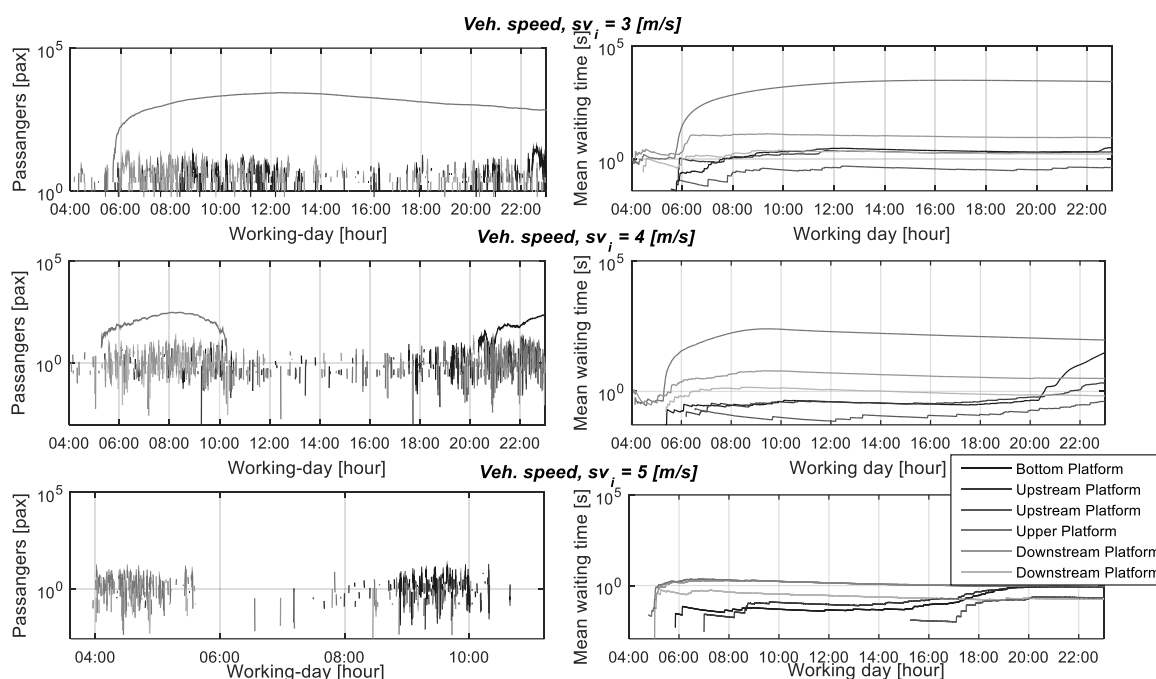 Veh. speed, sv_i = 3 [m/s]
Passangers [pax]
10^5
10^0
04:00 06:00 08:00 10:00 12:00 14:00 16:00 18:00 20:00 22:00
Working-day [hour]
Mean waiting time [s]
10^5
10^0
04:00 06:00 08:00 10:00 12:00 14:00 16:00 18:00 20:00 22:00
Working day [hour]
Veh. speed, sv_i = 4 [m/s]
Passangers [pax]
10^5
10^0
04:00 06:00 08:00 10:00 12:00 14:00 16:00 18:00 20:00 22:00
Working-day [hour]
Mean waiting time [s]
10^5
10^0
04:00 06:00 08:00 10:00 12:00 14:00 16:00 18:00 20:00 22:00
Working day [hour]
Veh. speed, sv_i = 5 [m/s]
Passangers [pax]
10^5
10^0
04:00 06:00 08:00 10:00
Working-day [hour]
Mean waiting time [s]
10^5
10^0
04:00 06:00 08:00 10:00 12:00 14:00 16:00 18:00 20:00 22:00
Working day [hour]
Bottom Platform
Upstream Platform
Upstream Platform
Upper Platform
Downstream Platform
Downstream Platform